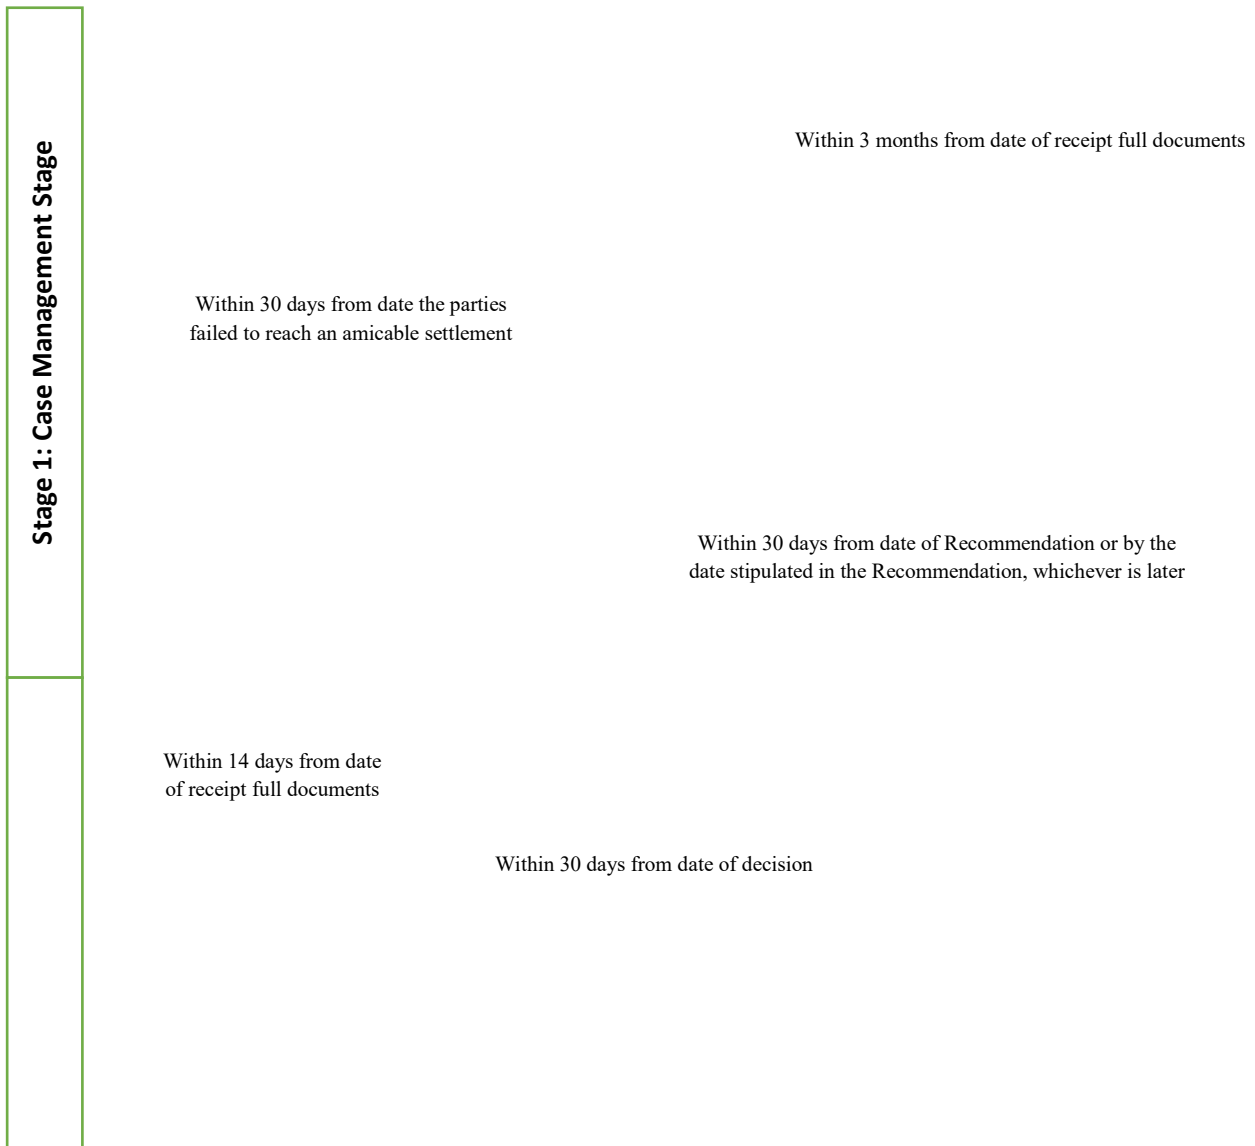 Stage 1: Case Management Stage
Within 3 months from date of receipt full documents
Within 30 days from date the parties
failed to reach an amicable settlement
Within 30 days from date of Recommendation or by the
date stipulated in the Recommendation, whichever is later
Within 14 days from date
of receipt full documents
Within 30 days from date of decision